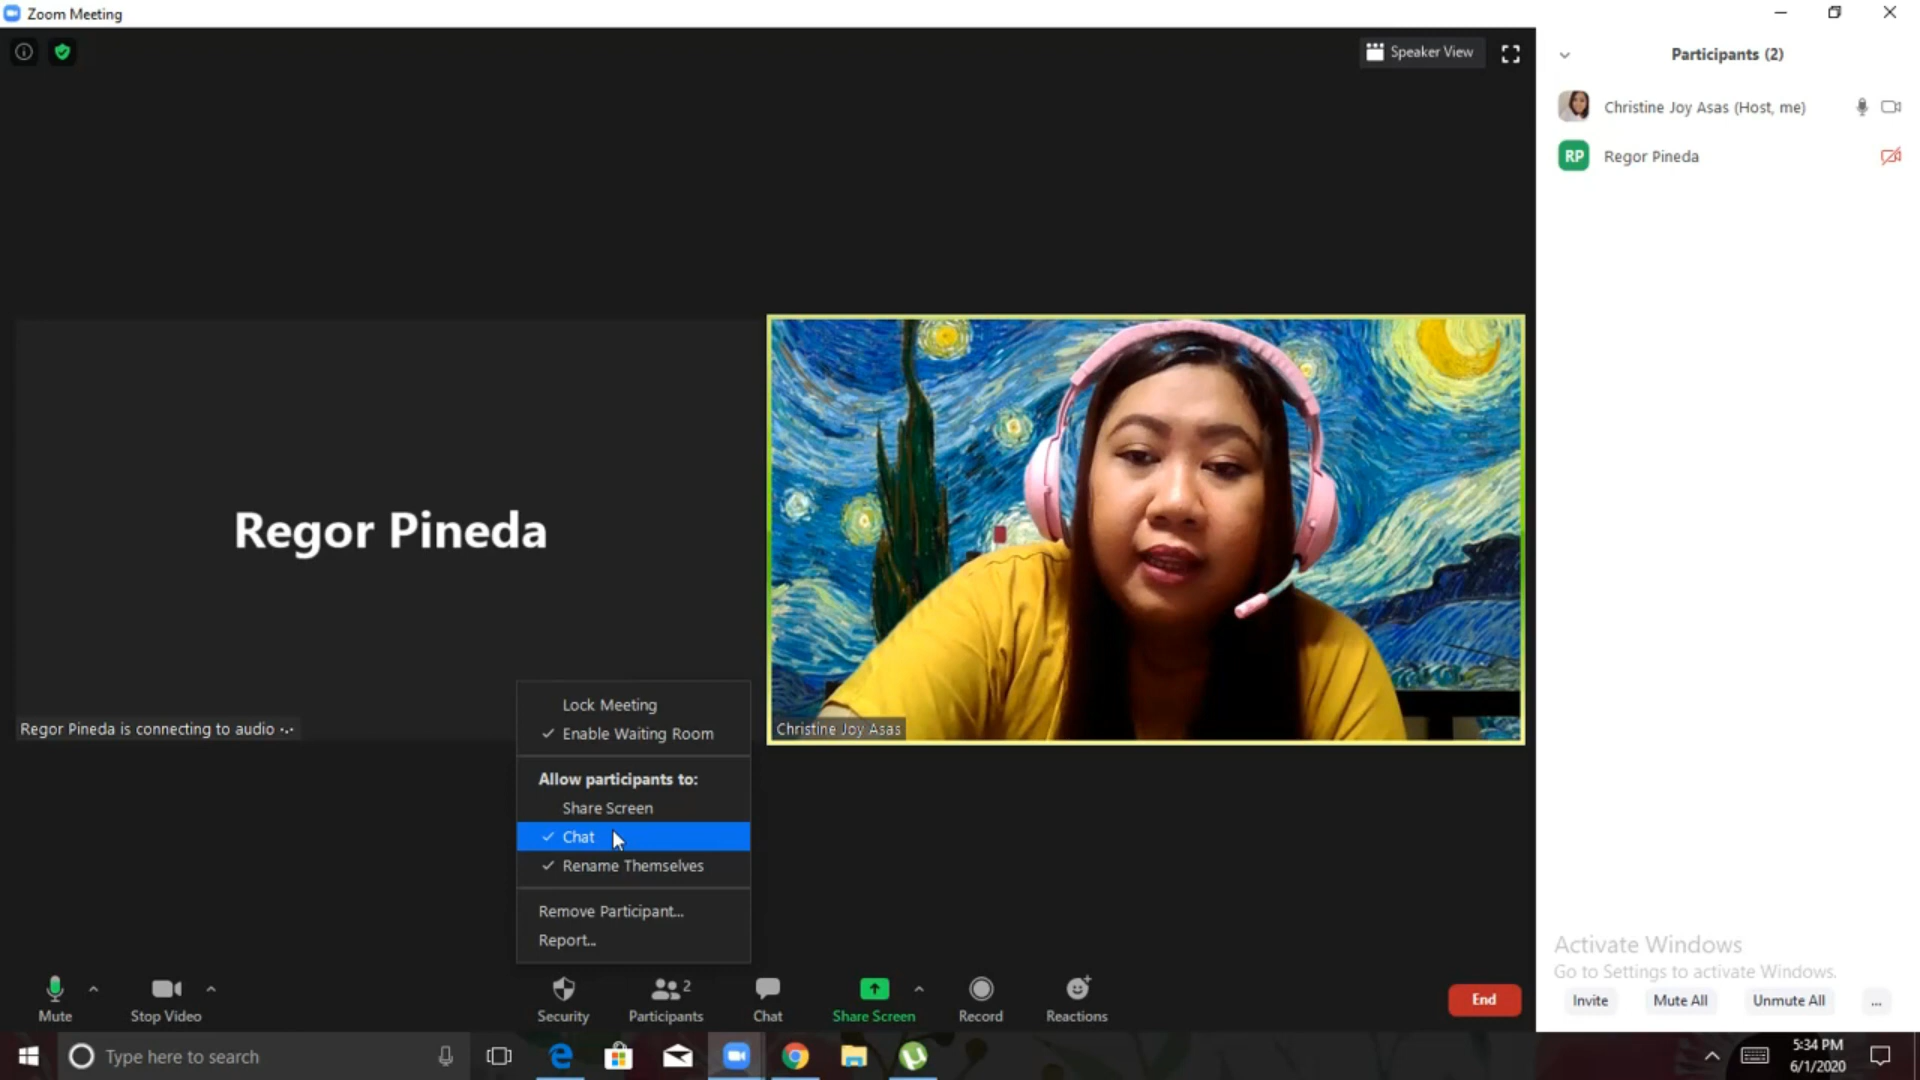 Zoom Meeting
Speaker View
Participants (2)
Christine Joy Asas (Host, me)
RP Regor Pineda
Regor Pineda
Regor Pineda is connecting to audio
Christine Joy Asas
Lock Meeting
✓ Enable Waiting Room
Allow participants to:
Share Screen
✓ Chat
✓ Rename Themselves
Remove Participant...
Report...
Activate Windows
Go to Settings to activate Windows.
Invite Mute All Unmute All ...
Mute
Stop Video
Security
2
Participants
Chat
Share Screen
Record
Reactions
End
Type here to search
5:34 PM
6/1/2020